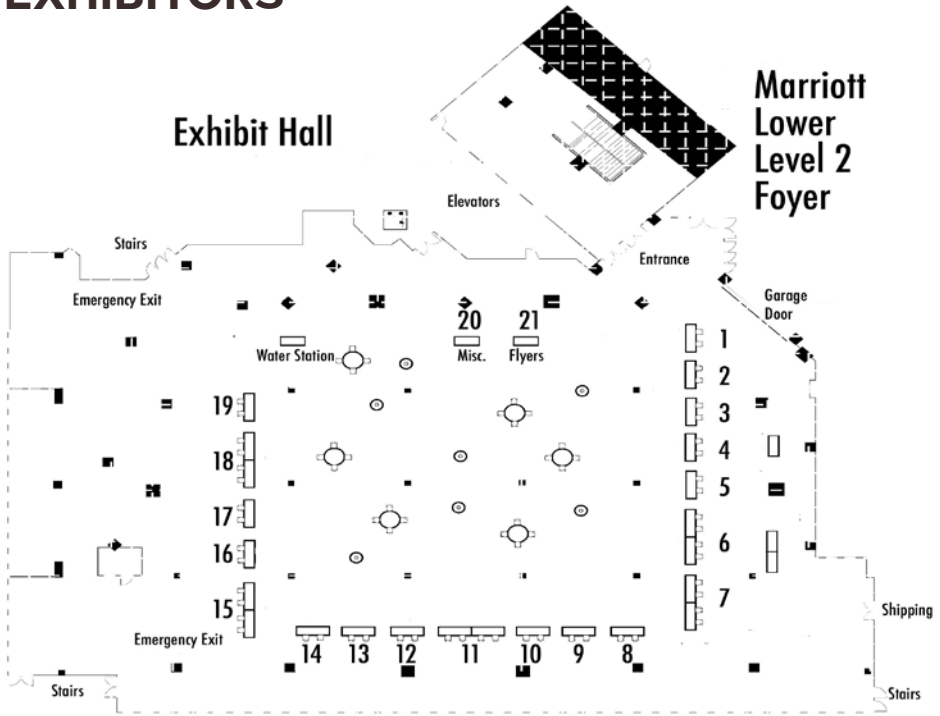 EXHIBITORS
Exhibit Hall
Marriott
Lower
Level 2
Foyer
Elevators
Stairs
Entrance
Emergency Exit
Garage
Door
20
21
1
Water Station
Misc.
Flyers
2
19
3
18
4
5
17
6
16
7
15
Shipping
Emergency Exit
14
13
12
11
10
9
8
Stairs
Stairs